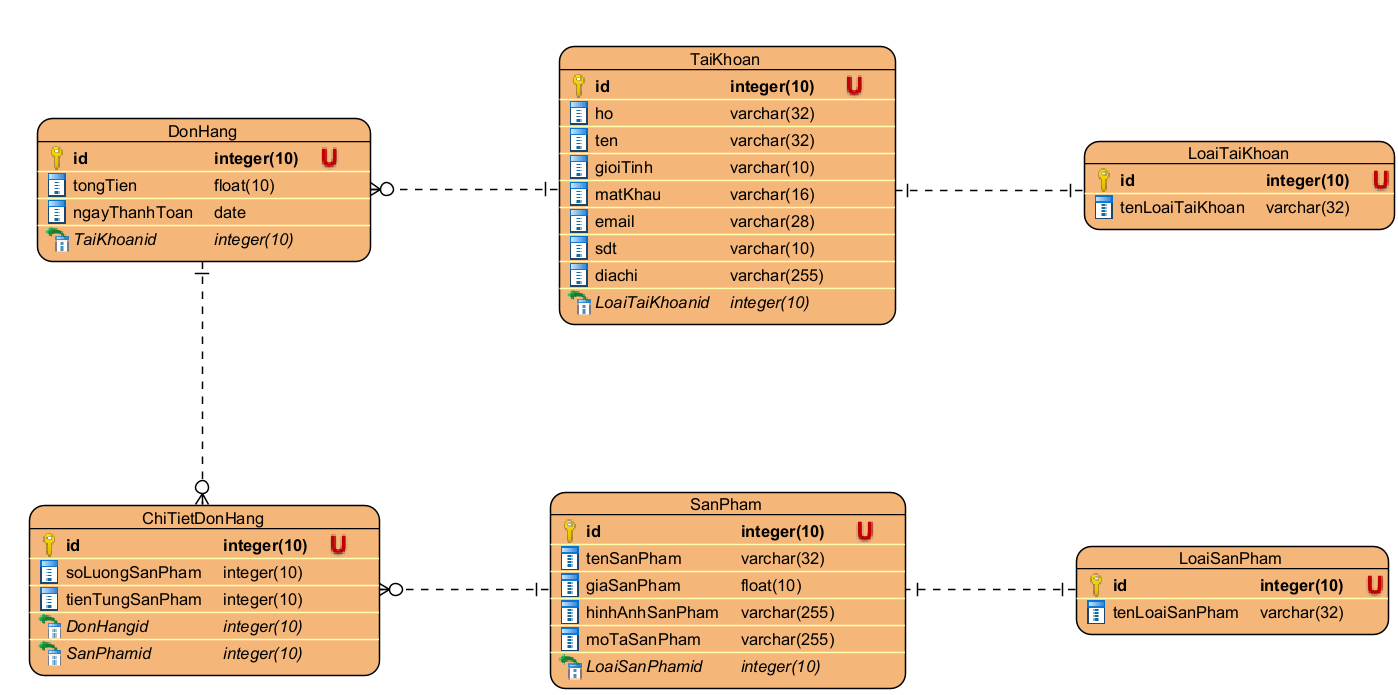 TaiKhoan
id integer(10) U
ho varchar(32)
ten varchar(32)
gioiTinh varchar(10)
matKhau varchar(16)
email varchar(28)
sdt varchar(10)
diachi varchar(255)
LoaiTaiKhoanid integer(10)
DonHang
id integer(10) U
tongTien float(10)
ngayThanhToan date
TaiKhoanid integer(10)
LoaiTaiKhoan
id integer(10) U
tenLoaiTaiKhoan varchar(32)
ChiTietDonHang
id integer(10) U
soLuongSanPham integer(10)
tienTungSanPham integer(10)
DonHangid integer(10)
SanPhamid integer(10)
SanPham
id integer(10) U
tenSanPham varchar(32)
giaSanPham float(10)
hinhAnhSanPham varchar(255)
moTaSanPham varchar(255)
LoaiSanPhamid integer(10)
LoaiSanPham
id integer(10) U
tenLoaiSanPham varchar(32)